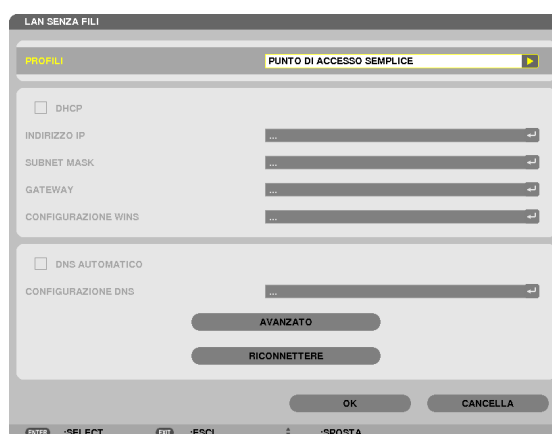 LAN SENZA FILI
PROFILI PUNTO DI ACCESSO SEMPLICE
DHCP
INDIRIZZO IP ...
SUBNET MASK ...
GATEWAY ...
CONFIGURAZIONE WINS ...
DNS AUTOMATICO
CONFIGURAZIONE DNS ...
AVANZATO
RICONNETTERE
OK CANCELLA
ENTER :SELECT EXIT :ESCI :SPOSTA